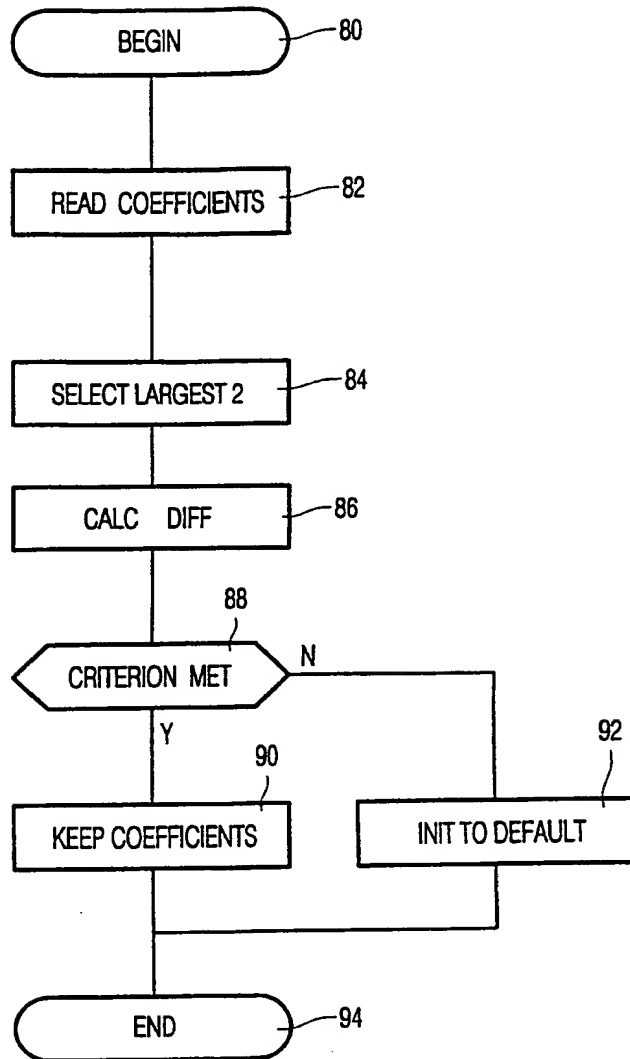 BEGIN
80
READ COEFFICIENTS
82
SELECT LARGEST 2
84
CALC DIFF
86
88
CRITERION MET
N
Y
90
92
KEEP COEFFICIENTS
INIT TO DEFAULT
END
94